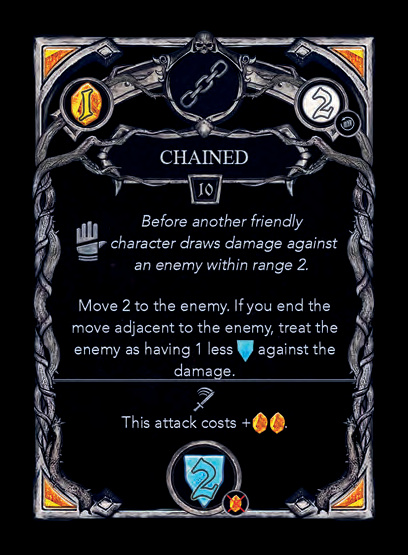 1
2
CHAINED
10
Before another friendly
character draws damage against
an enemy within range 2.
Move 2 to the enemy. If you end the
move adjacent to the enemy, treat the
enemy as having 1 less against the
damage.
This attack costs +.
2